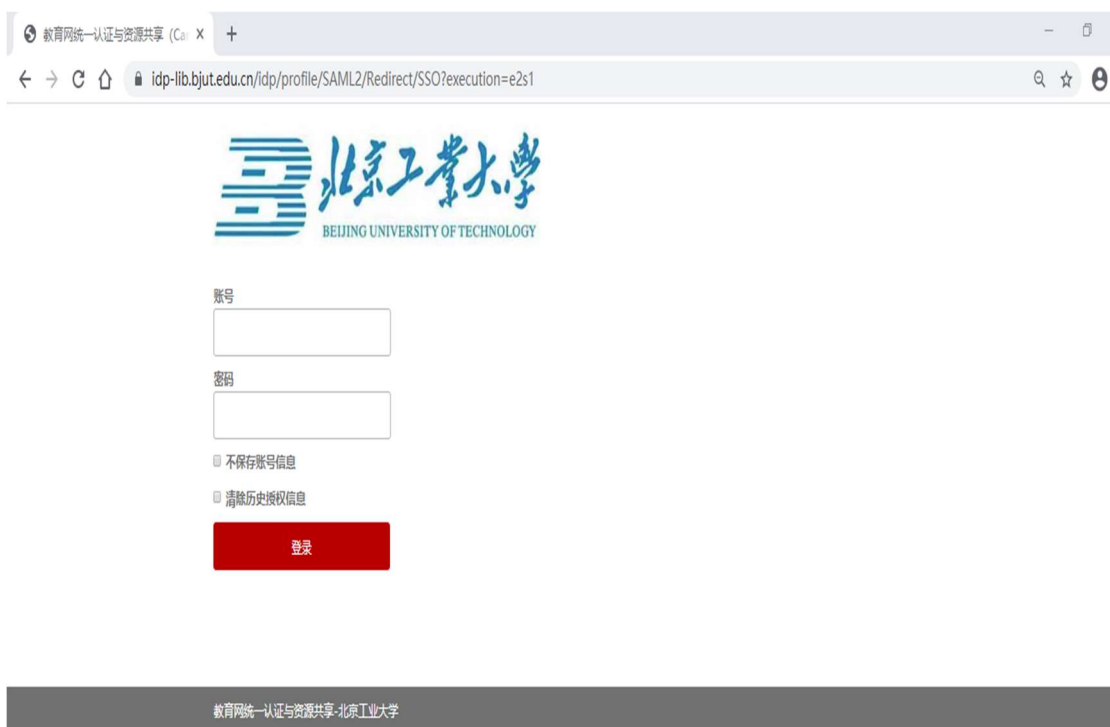 教育网统一认证与资源共享 (Ca
idp-lib.bjut.edu.cn/idp/profile/SAML2/Redirect/SSO?execution=e2s1
北京工業大學
BEIJING UNIVERSITY OF TECHNOLOGY
账号
密码
不保存账号信息
清除历史授权信息
登录
教育网统一认证与资源共享-北京工业大学